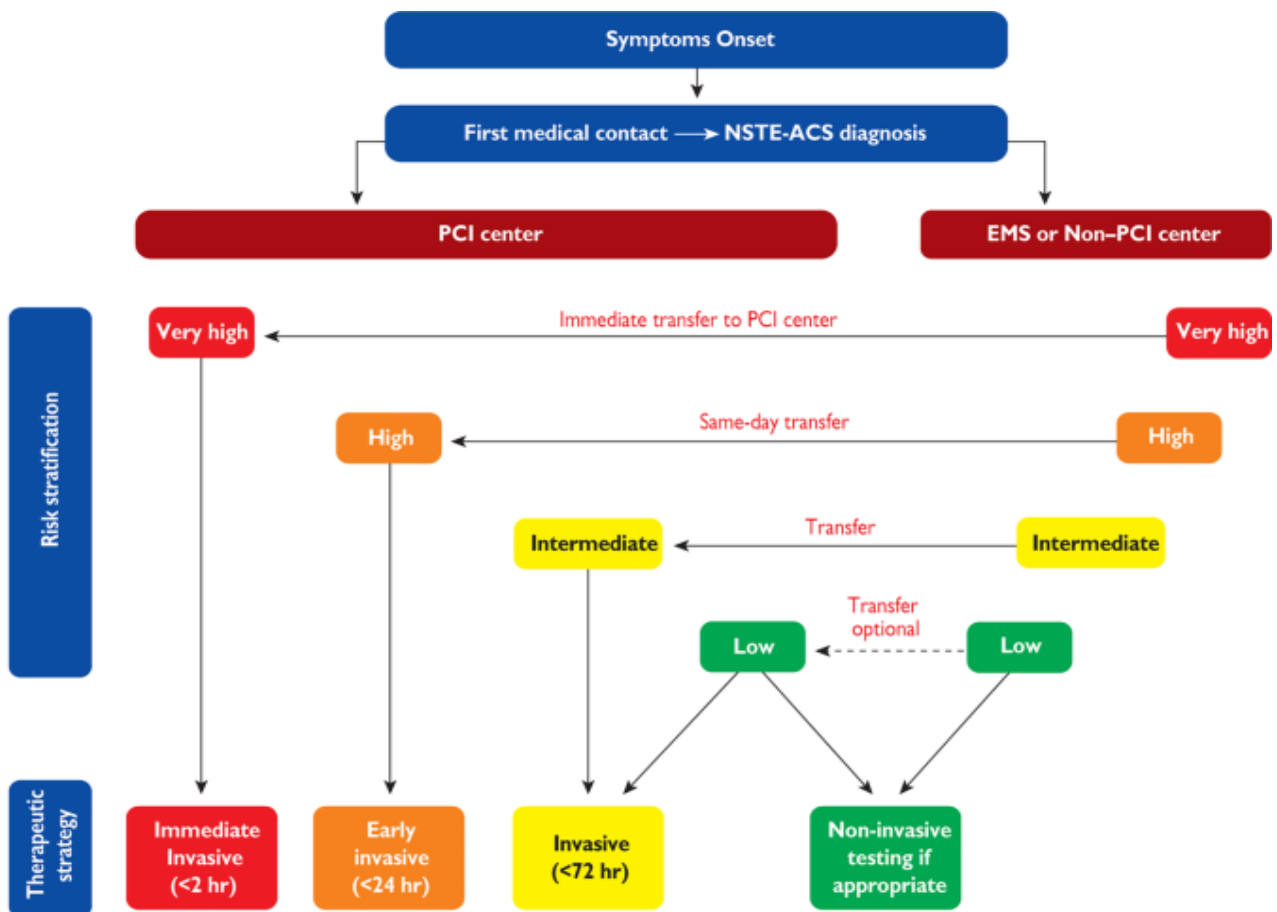 Symptoms Onset
First medical contact → NSTE-ACS diagnosis
PCI center
EMS or Non–PCI center
Risk stratification
Very high
Immediate transfer to PCI center
Very high
High
Same-day transfer
High
Intermediate
Transfer
Intermediate
Low
Transfer
optional
Low
Therapeutic
strategy
Immediate
Invasive
(<2 hr)
Early
invasive
(<24 hr)
Invasive
(<72 hr)
Non-invasive
testing if
appropriate